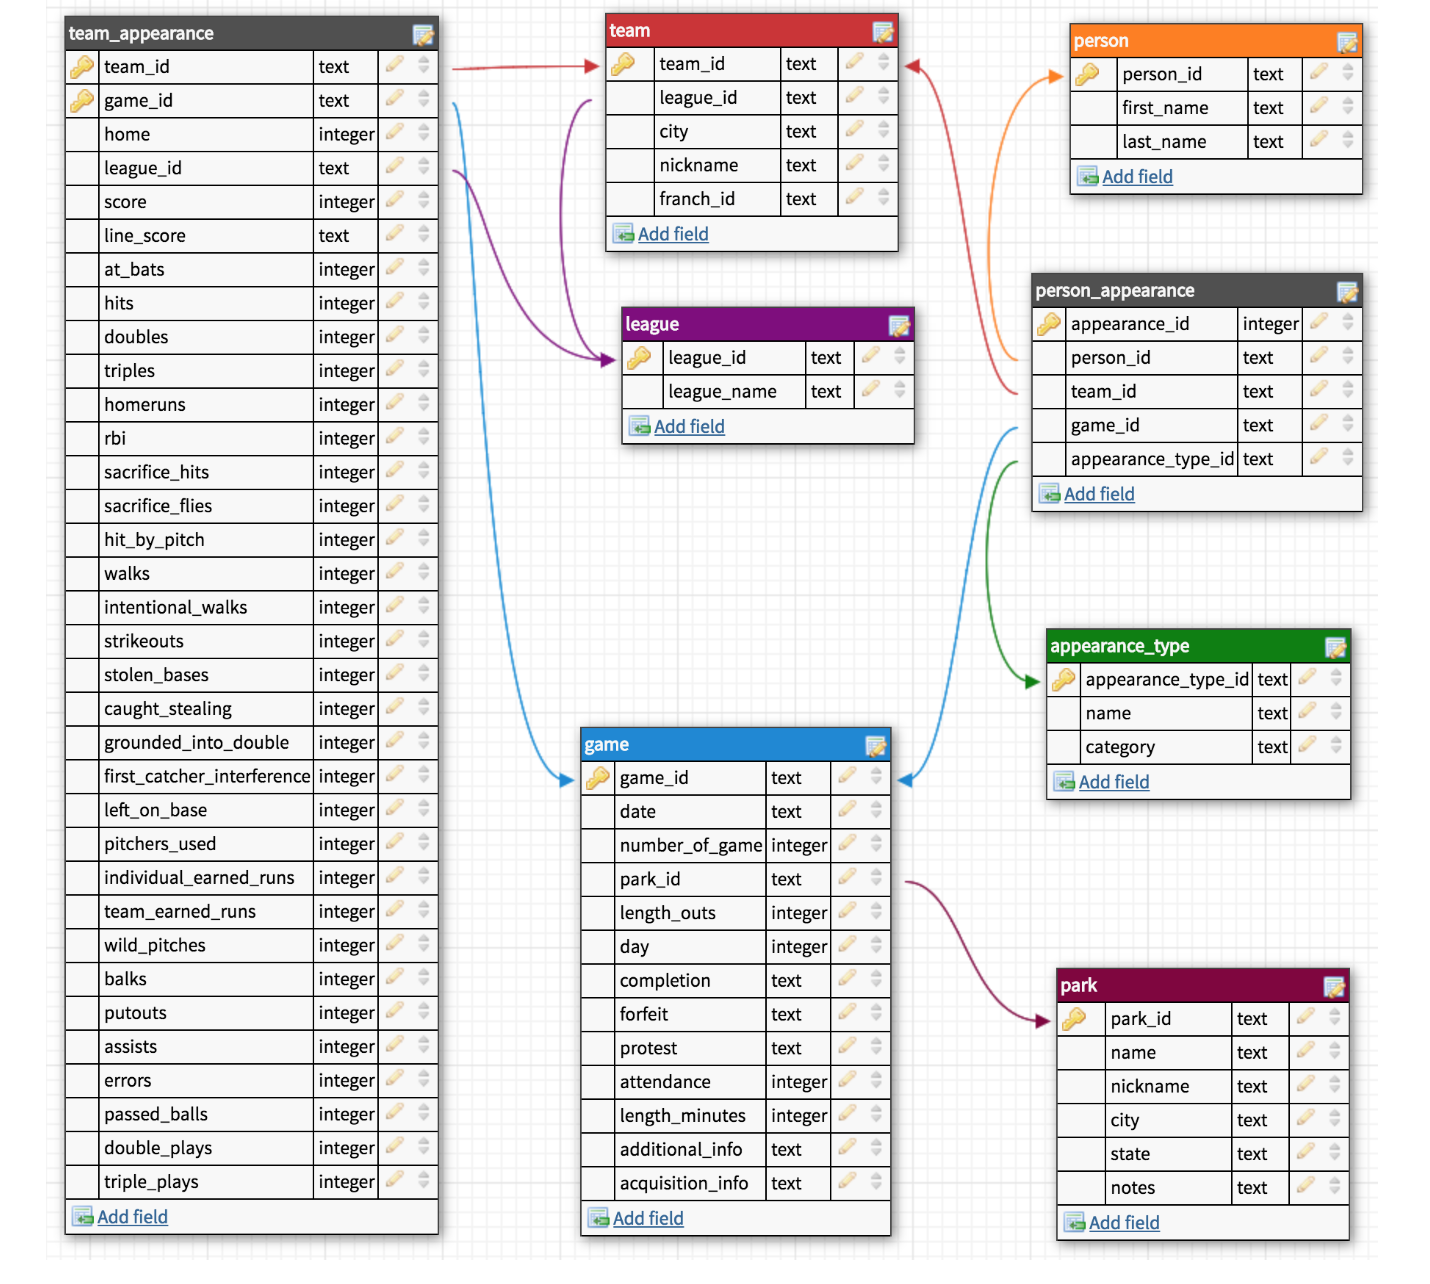 team_appearance
team_id text
game_id text
home integer
league_id text
score integer
line_score text
at_bats integer
hits integer
doubles integer
triples integer
homeruns integer
rbi integer
sacrifice_hits integer
sacrifice_flies integer
hit_by_pitch integer
walks integer
intentional_walks integer
strikeouts integer
stolen_bases integer
caught_stealing integer
grounded_into_double integer
first_catcher_interference integer
left_on_base integer
pitchers_used integer
individual_earned_runs integer
team_earned_runs integer
wild_pitches integer
balks integer
putouts integer
assists integer
errors integer
passed_balls integer
double_plays integer
triple_plays integer
Add field
team
team_id text
league_id text
city text
nickname text
franch_id text
Add field
league
league_id text
league_name text
Add field
game
game_id text
date text
number_of_game integer
park_id text
length_outs integer
day integer
completion text
forfeit text
protest text
attendance integer
length_minutes integer
additional_info text
acquisition_info text
Add field
person
person_id text
first_name text
last_name text
Add field
person_appearance
appearance_id integer
person_id text
team_id text
game_id text
appearance_type_id text
Add field
appearance_type
appearance_type_id text
name text
category text
Add field
park
park_id text
name text
nickname text
city text
state text
notes text
Add field